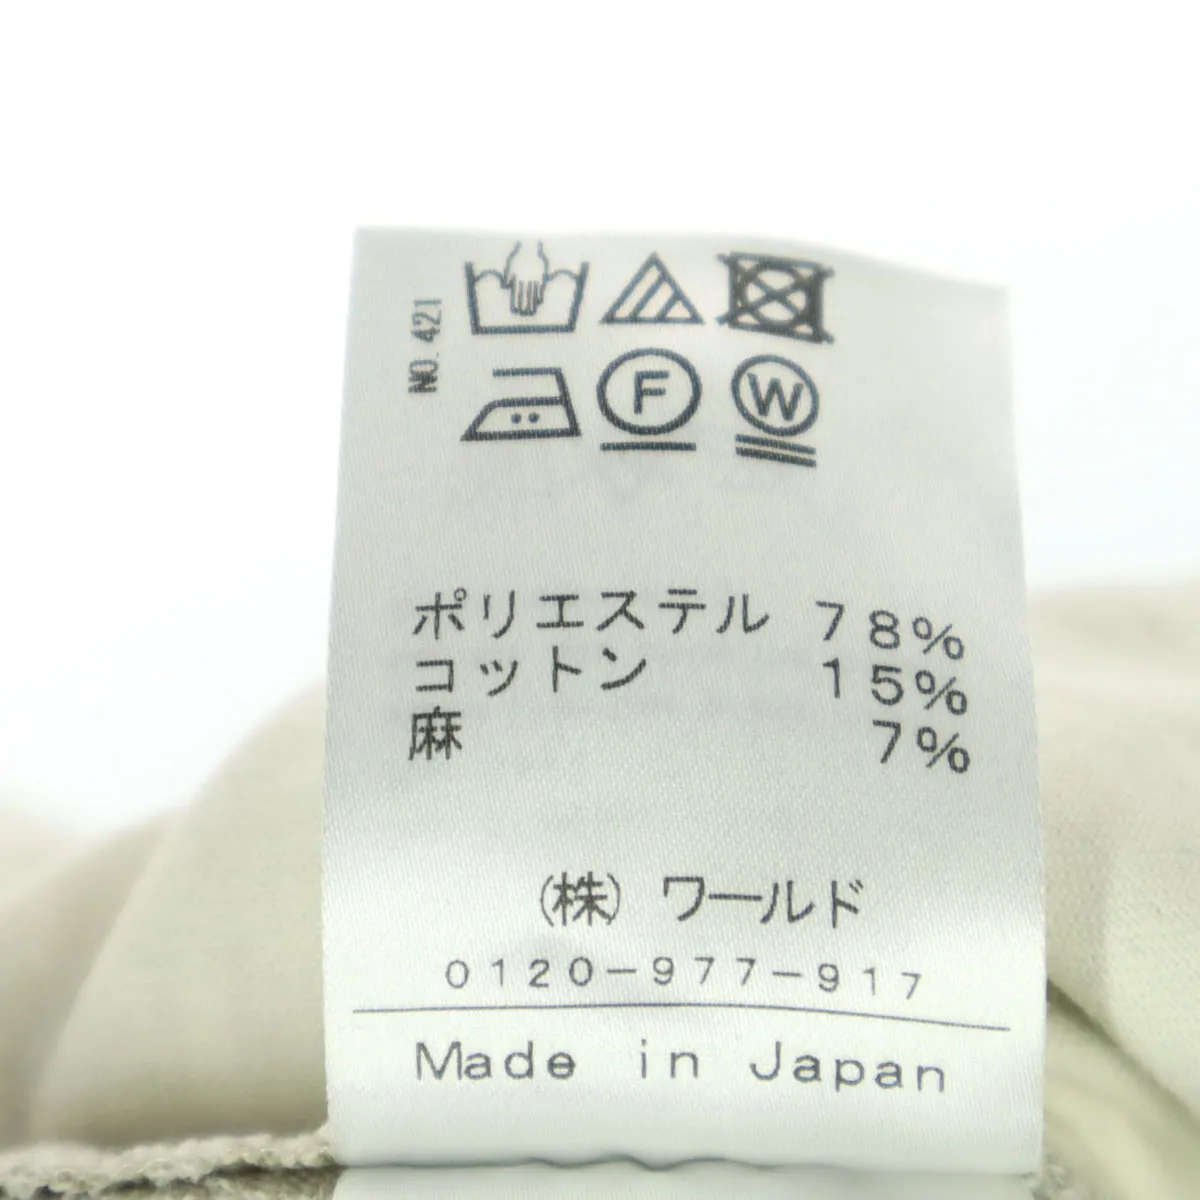 NO.421
F W
ポリエステル 78%
コットン 15%
麻 7%
(株) ワールド
0120-977-917
Made in Japan